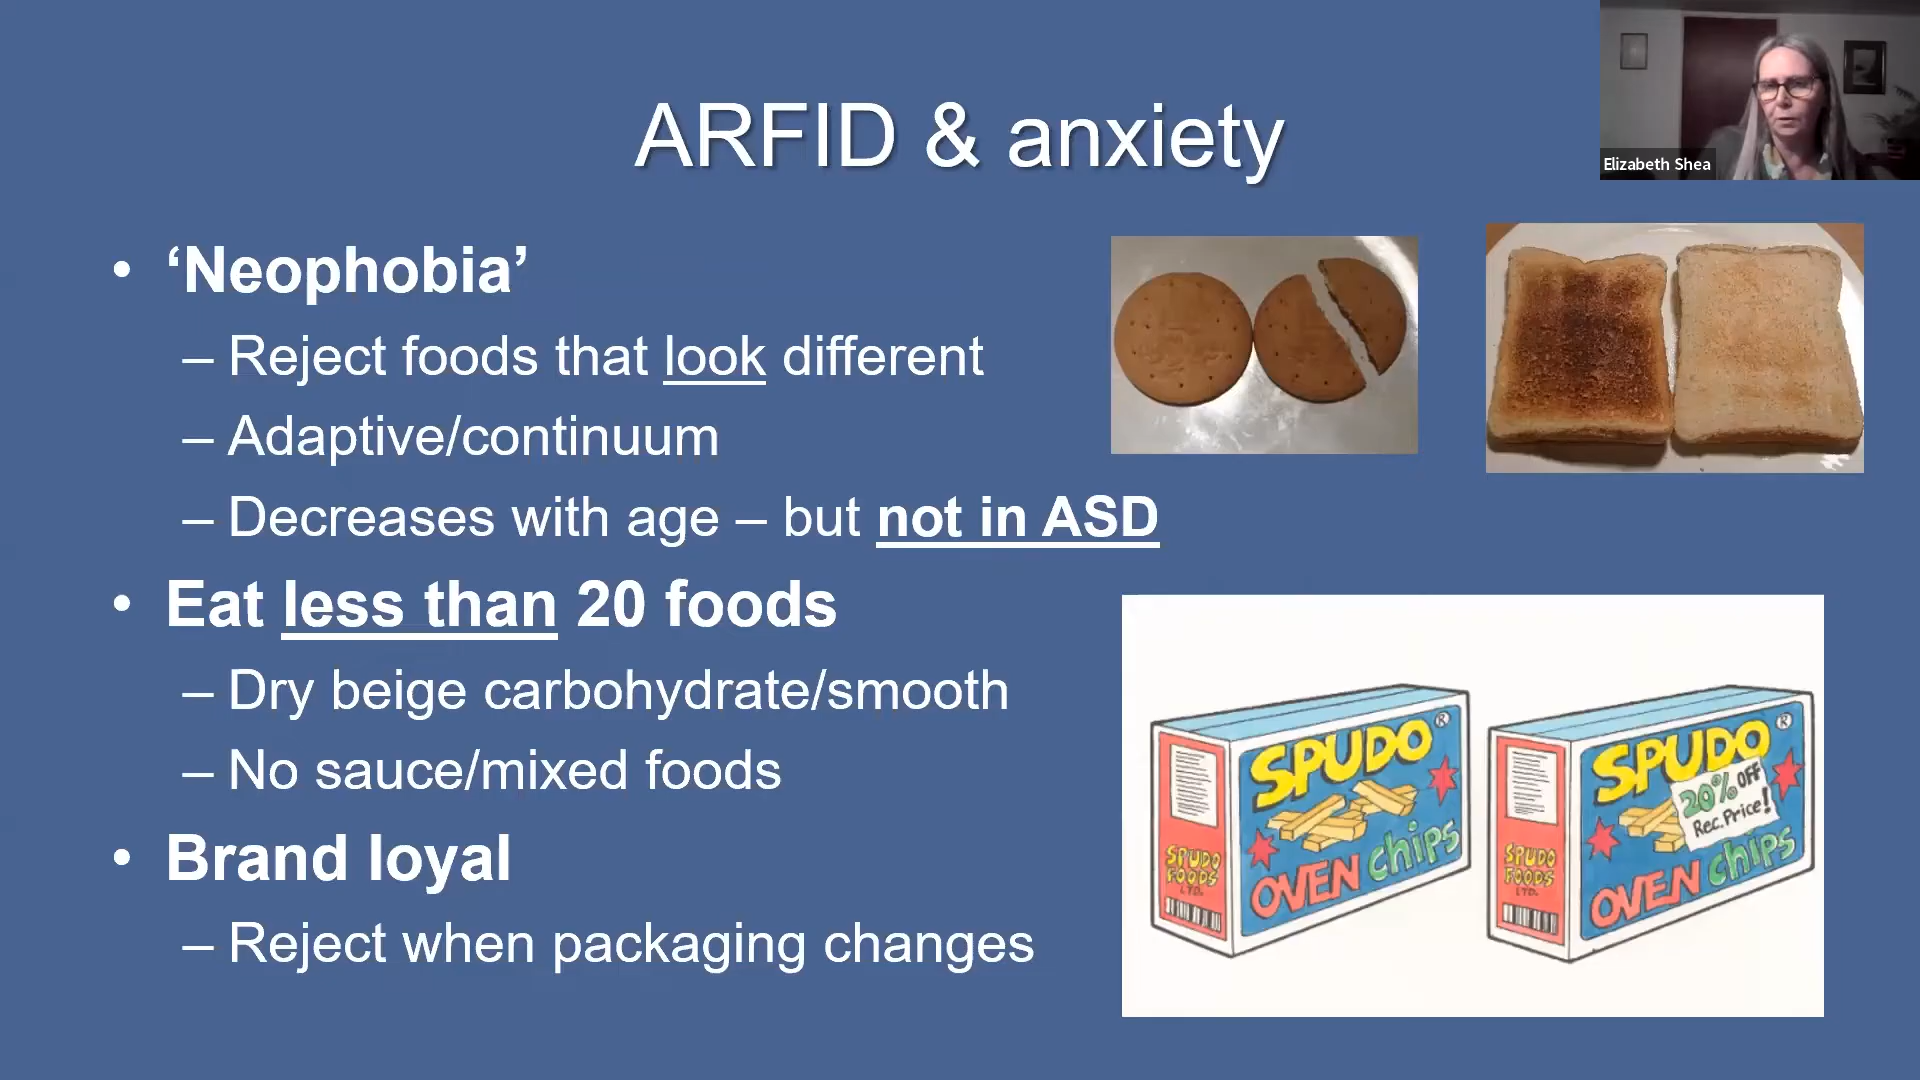 ARFID & anxiety
Elizabeth Shea
• ‘Neophobia’
– Reject foods that look different
– Adaptive/continuum
– Decreases with age – but not in ASD
• Eat less than 20 foods
– Dry beige carbohydrate/smooth
– No sauce/mixed foods
• Brand loyal
– Reject when packaging changes
SPUDO®
OVEN chips
SPUDO
FOODS
LTD.
SPUDO®
20% OFF
Rec. Price!
OVEN chips
SPUDO
FOODS
LTD.